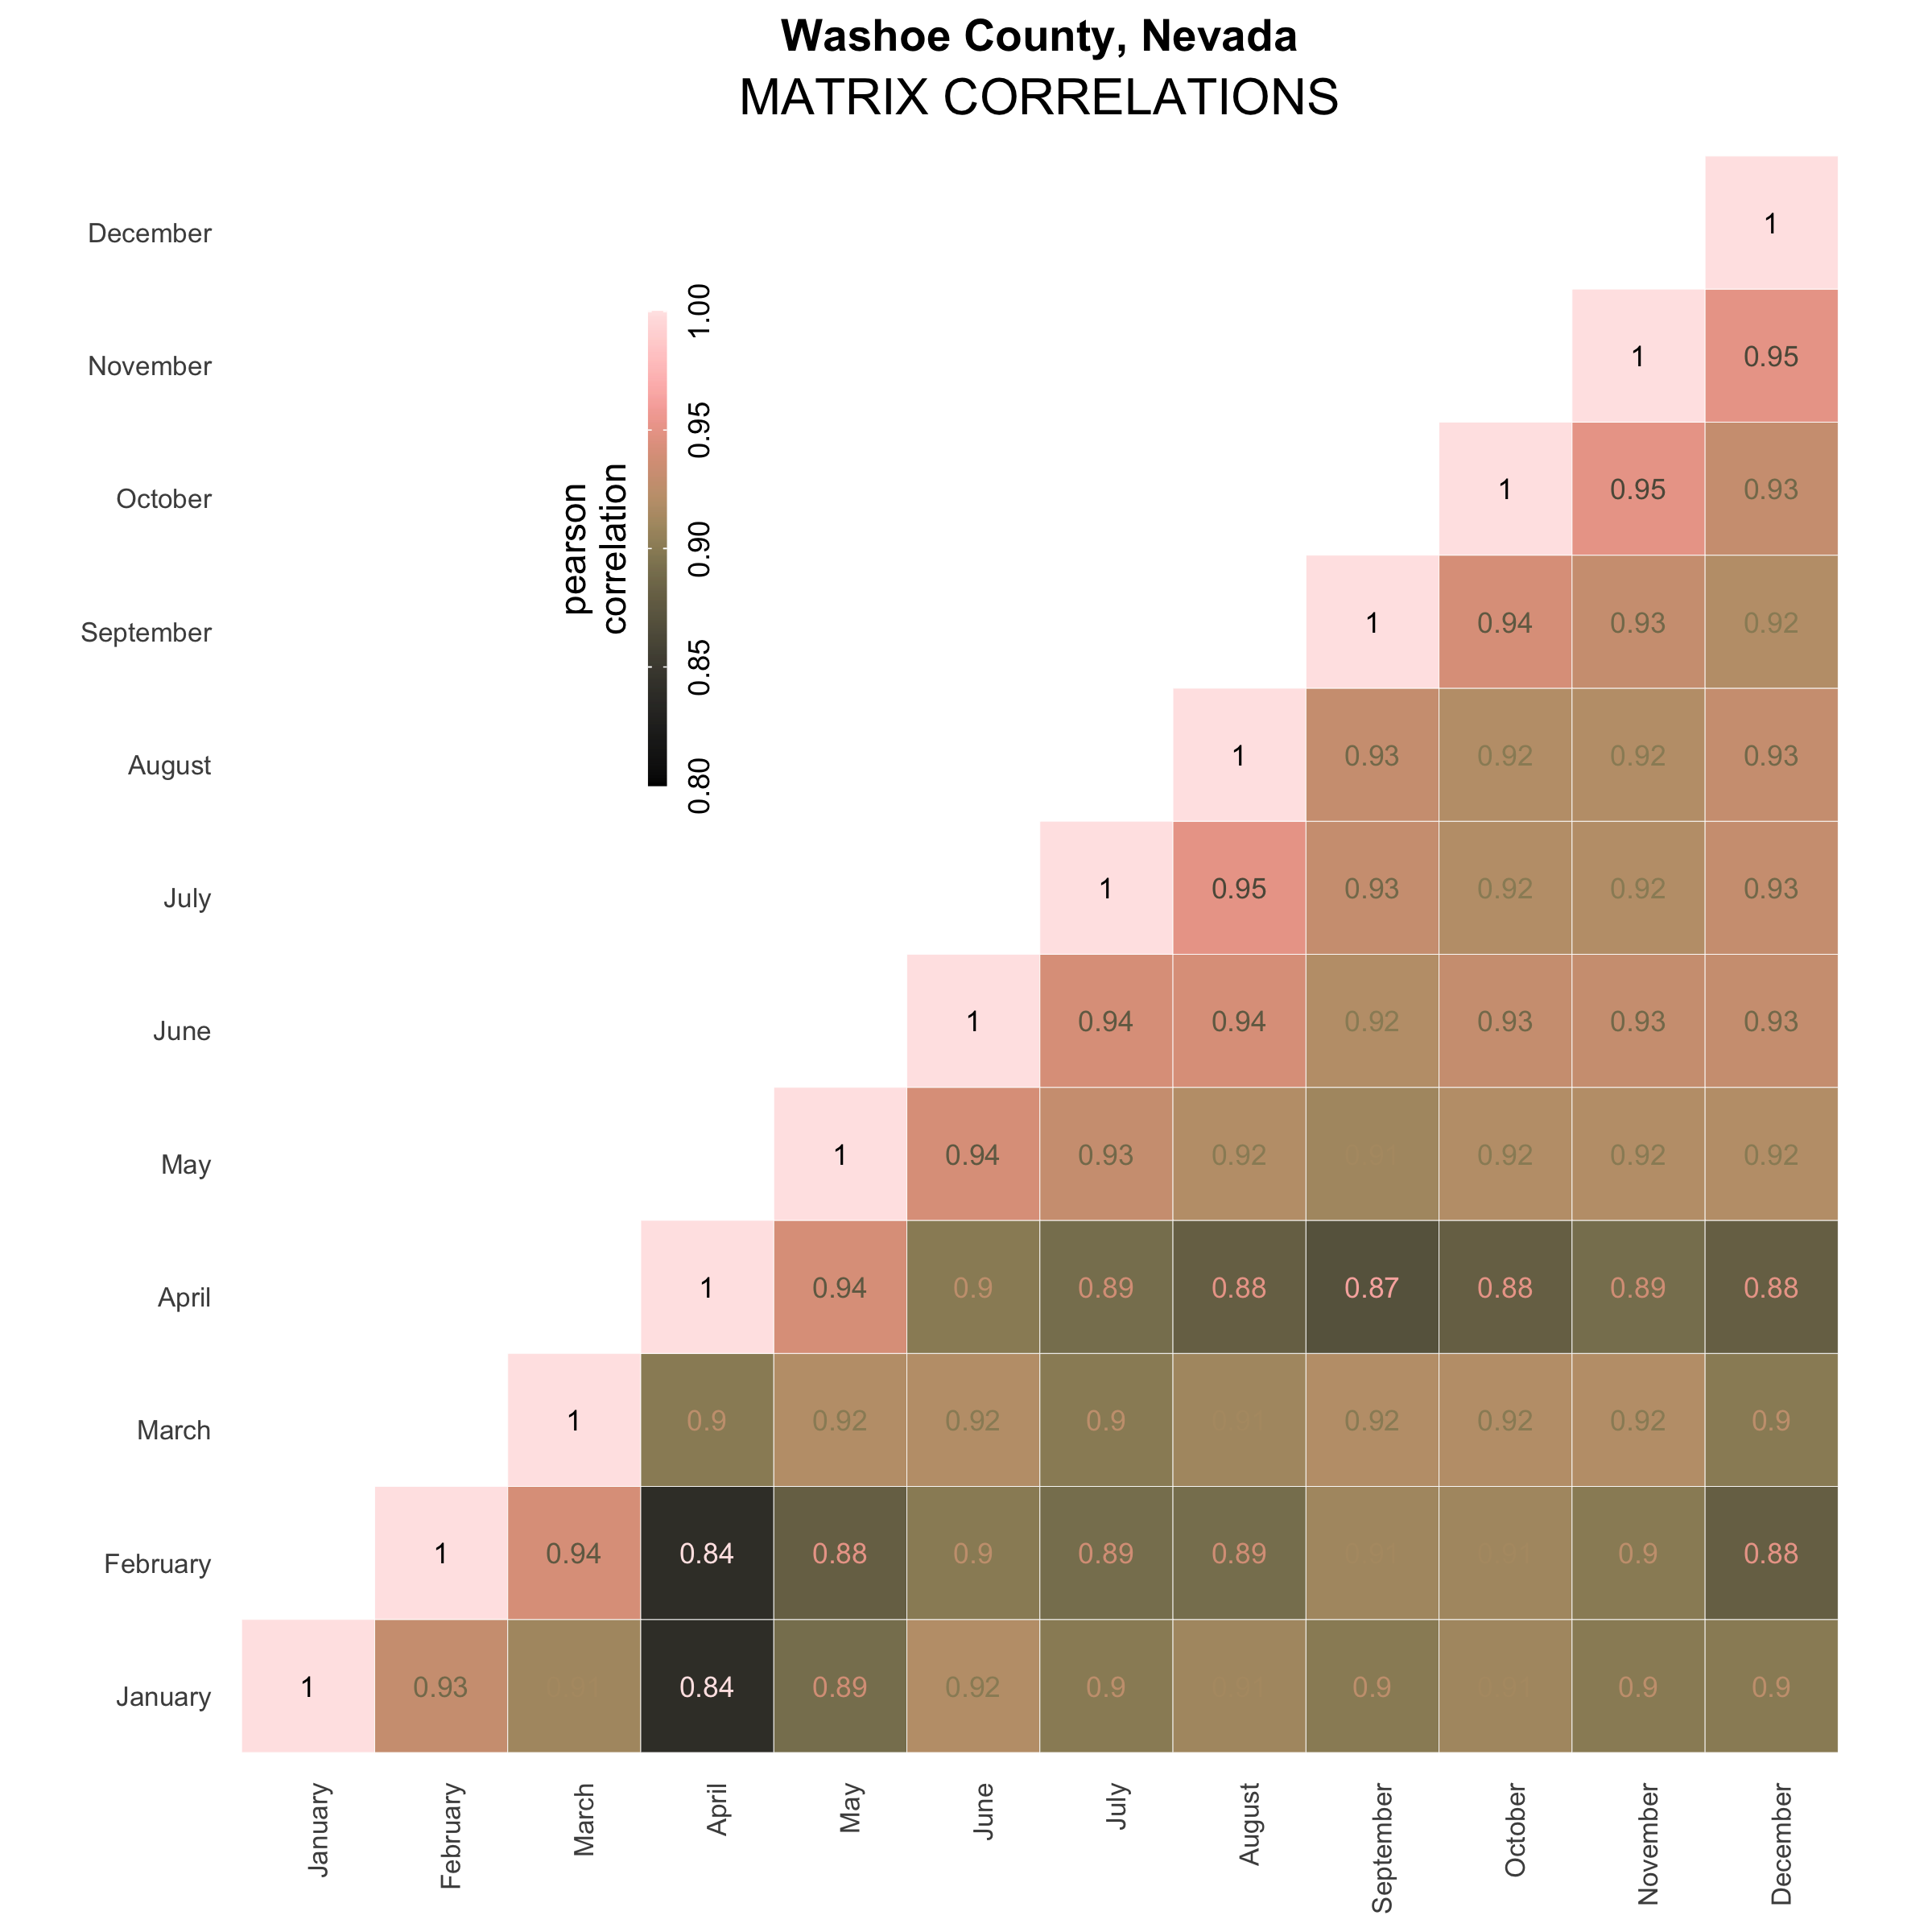 Washoe County, Nevada
MATRIX CORRELATIONS
December 1
November 1 0.95
October 1 0.95 0.93
September 1 0.94 0.93 0.92
August 1 0.93 0.92 0.92 0.93
July 1 0.95 0.93 0.92 0.92 0.93
June 1 0.94 0.94 0.92 0.93 0.93 0.93
May 1 0.94 0.93 0.92 0.92 0.92 0.92
April 1 0.94 0.9 0.89 0.88 0.87 0.88 0.89 0.88
March 1 0.9 0.92 0.92 0.9 0.92 0.92 0.92 0.9
February 1 0.94 0.84 0.88 0.9 0.89 0.89 0.9 0.88
January 1 0.93 0.84 0.89 0.92 0.9 0.9 0.9 0.9
January February March April May June July August September October November December
pearson
correlation
0.80 0.85 0.90 0.95 1.00